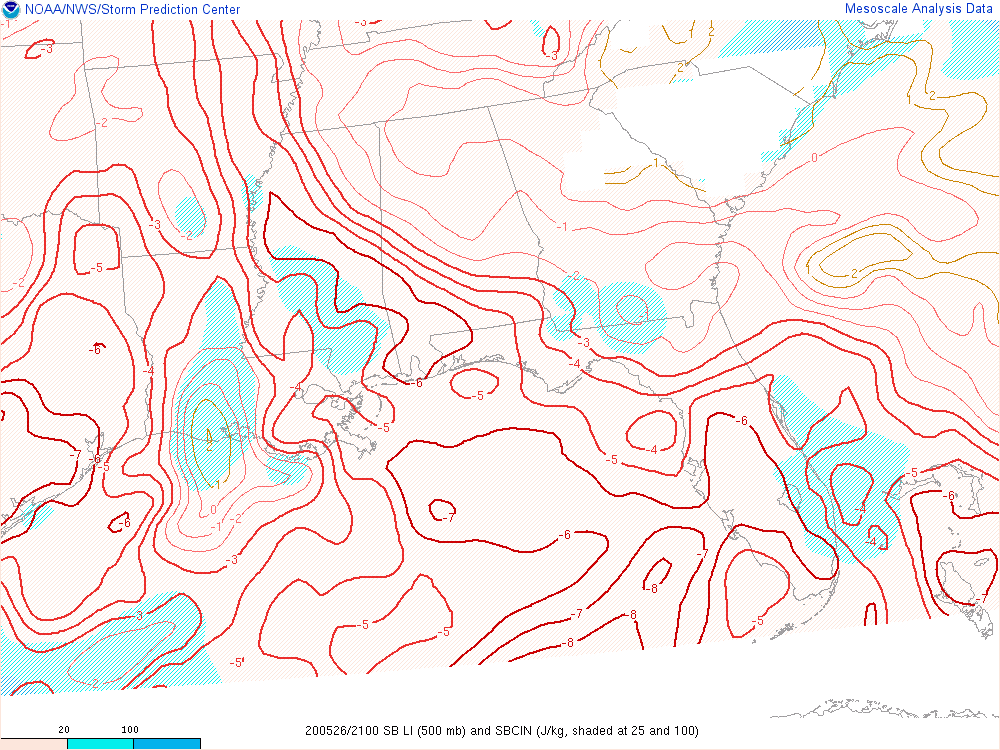 NOAA/NWS/Storm Prediction Center Mesoscale Analysis Data
-1 -3 -3 -3 1 2 2
-2 1 2
0
1
-3 -2 -1
-5 -2 -2 2
-2 -1
-6 -4 -3
-4
-4 -6 -5
-5 -6
2 -4
-7 -6 -5 -5 -5
1 -6
0 -7 -4
-6 -1 -2 -6 -4
-3 -7
-8 -7
-3 -7 -8 -5
-5 -5 -8
-5
-2
20 100
200526/2100 SB LI (500 mb) and SBCIN (J/kg, shaded at 25 and 100)